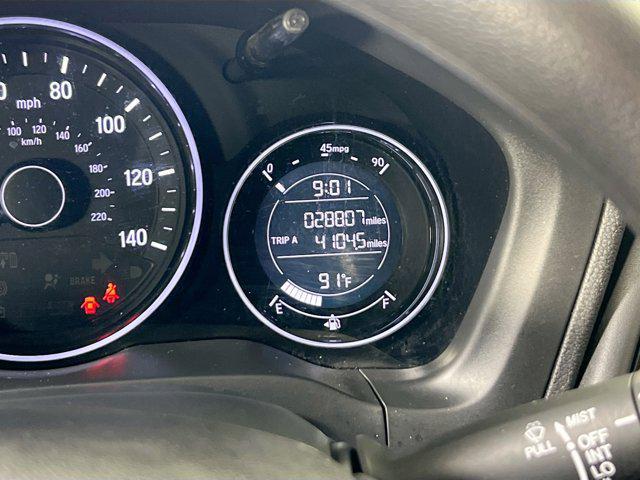 mph
80
100
120
140
100 120 140 160 180 200 220
km/h
BRAKE
45mpg
0 90
9:01
028807 miles
TRIP A 4104.5 miles
91°F
E F
MIST
PULL OFF
INT
LO